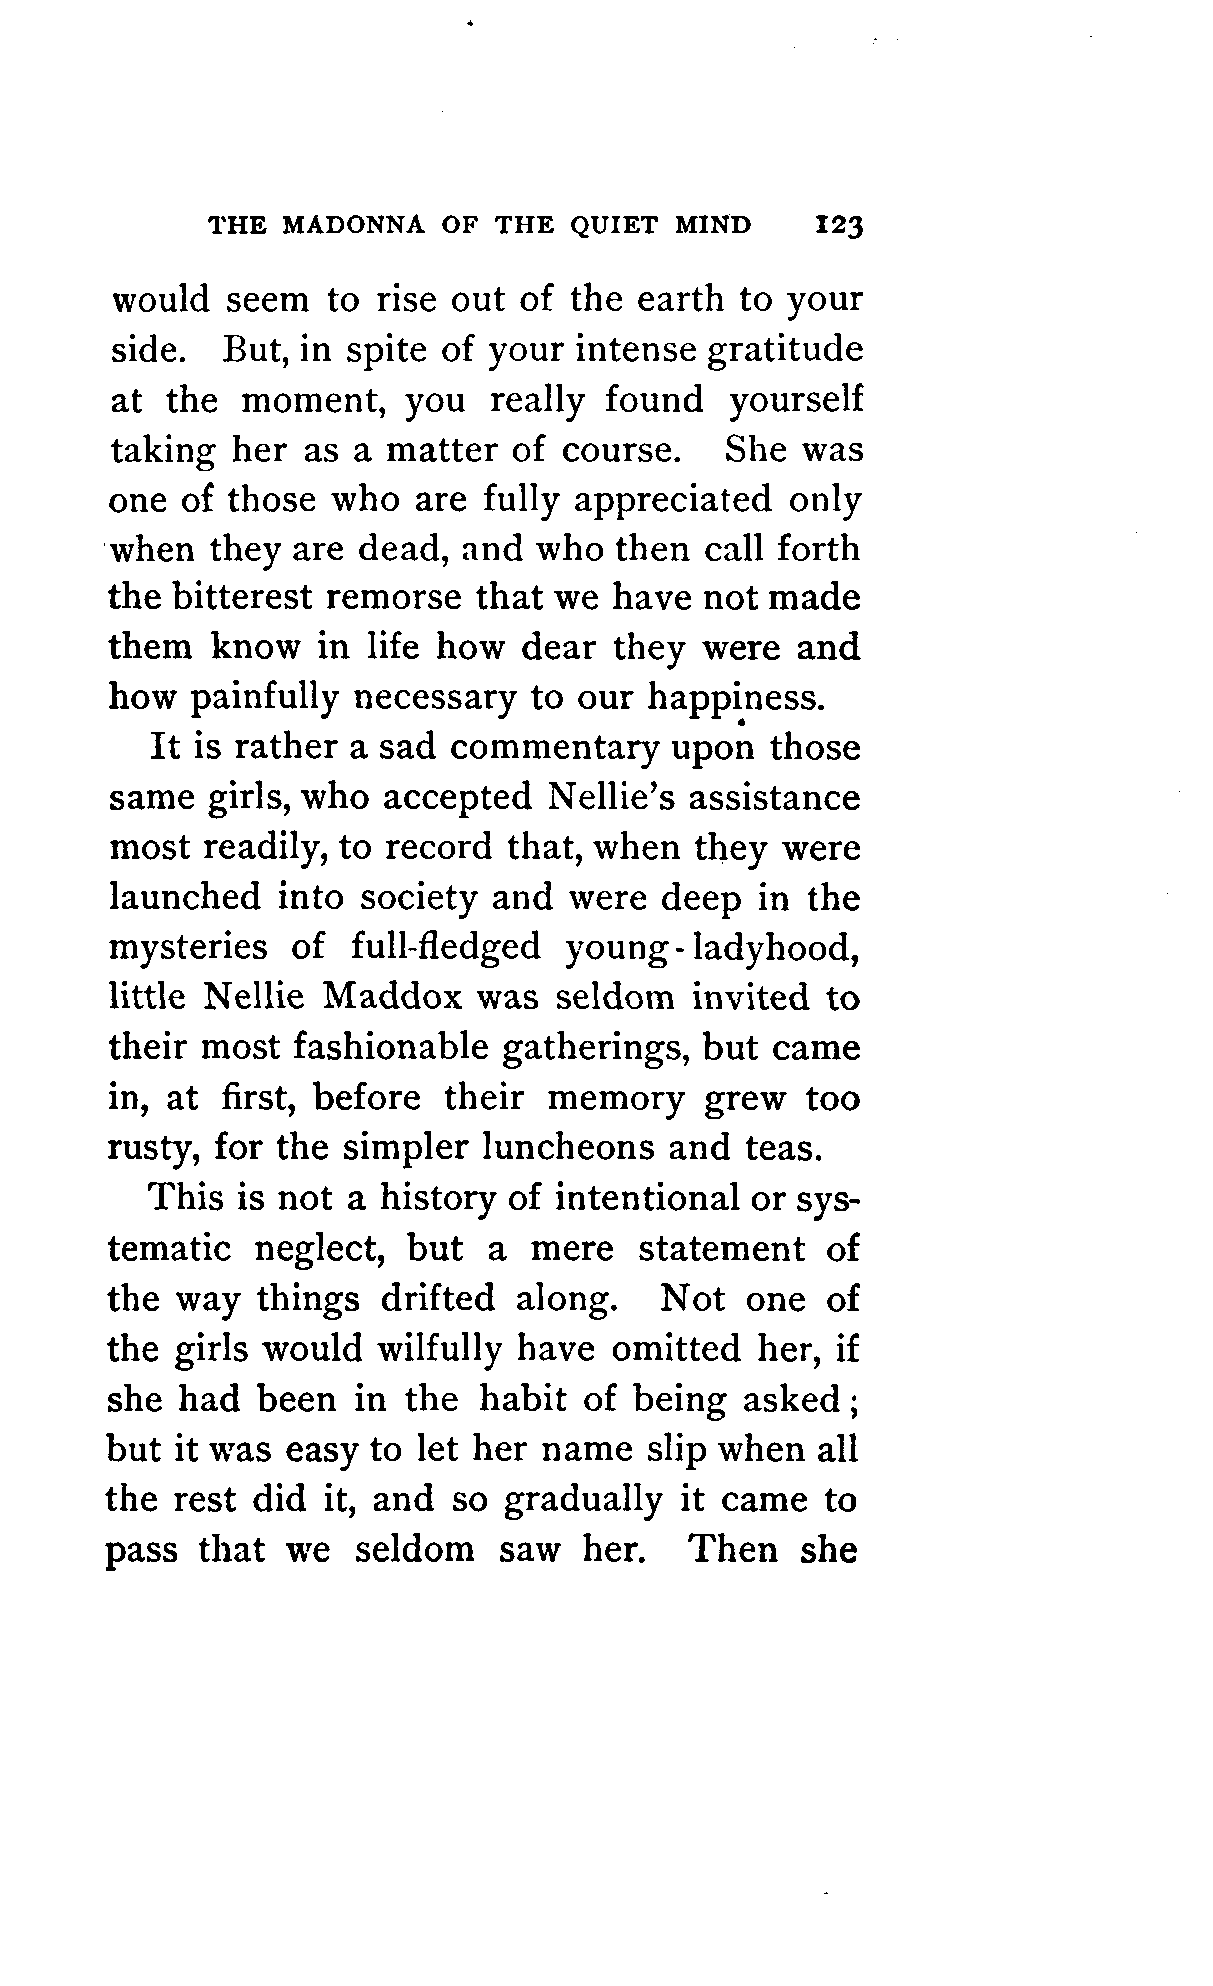 THE MADONNA OF THE QUIET MIND 123
would seem to rise out of the earth to your
side. But, in spite of your intense gratitude
at the moment, you really found yourself
taking her as a matter of course. She was
one of those who are fully appreciated only
when they are dead, and who then call forth
the bitterest remorse that we have not made
them know in life how dear they were and
how painfully necessary to our happiness.
It is rather a sad commentary upon those
same girls, who accepted Nellie's assistance
most readily, to record that, when they were
launched into society and were deep in the
mysteries of full-fledged young-ladyhood,
little Nellie Maddox was seldom invited to
their most fashionable gatherings, but came
in, at first, before their memory grew too
rusty, for the simpler luncheons and teas.
This is not a history of intentional or sys-
tematic neglect, but a mere statement of
the way things drifted along. Not one of
the girls would wilfully have omitted her, if
she had been in the habit of being asked;
but it was easy to let her name slip when all
the rest did it, and so gradually it came to
pass that we seldom saw her. Then she